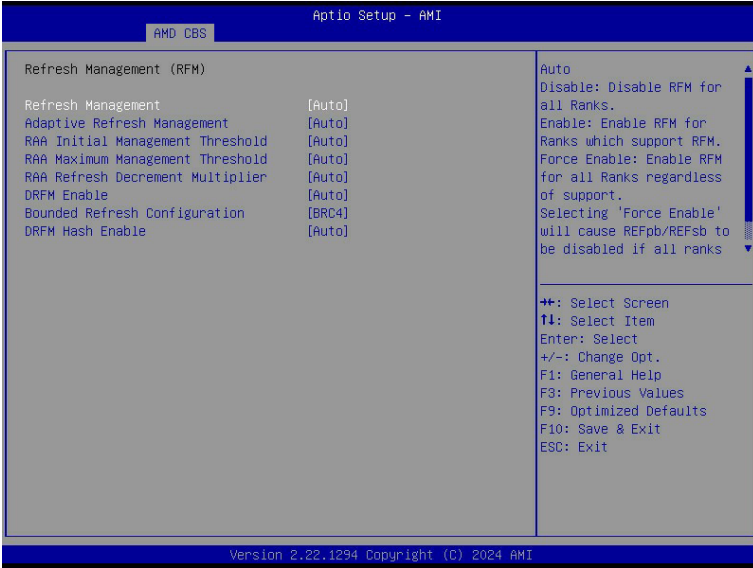 Aptio Setup – AMI
AMD CBS
Refresh Management (RFM)
Refresh Management [Auto]
Adaptive Refresh Management [Auto]
RAA Initial Management Threshold [Auto]
RAA Maximum Management Threshold [Auto]
RAA Refresh Decrement Multiplier [Auto]
DRFM Enable [Auto]
Bounded Refresh Configuration [BRC4]
DRFM Hash Enable [Auto]
Auto
Disable: Disable RFM for
all Ranks.
Enable: Enable RFM for
Ranks which support RFM.
Force Enable: Enable RFM
for all Ranks regardless
of support.
Selecting 'Force Enable'
will cause REFpb/REFsb to
be disabled if all ranks
→←: Select Screen
↑↓: Select Item
Enter: Select
+/-: Change Opt.
F1: General Help
F3: Previous Values
F9: Optimized Defaults
F10: Save & Exit
ESC: Exit
Version 2.22.1294 Copyright (C) 2024 AMI